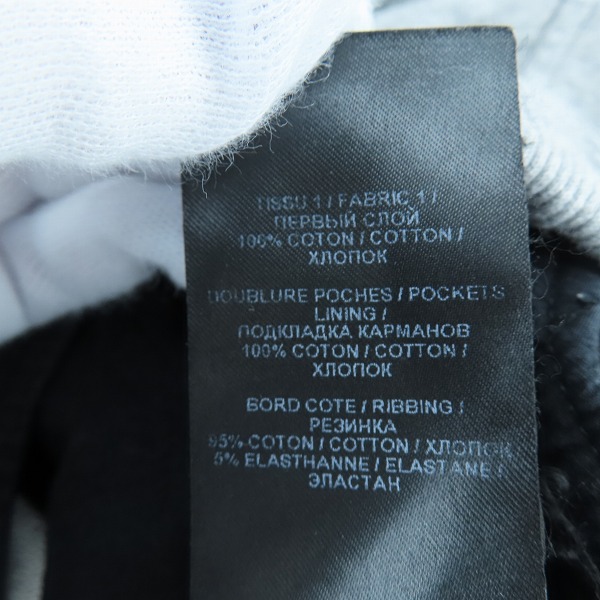 TISSU 1 / FABRIC 1 /
ПЕРВЫЙ СЛОЙ
100% COTON / COTTON /
ХЛОПОК
DOUBLURE POCHES / POCKETS
LINING /
ПОДКЛАДКА КАРМАНОВ
100% COTON / COTTON /
ХЛОПОК
BORD COTE / RIBBING /
РЕЗИНКА
95% COTON / COTTON / ХЛОПОК
5% ELASTHANNE / ELASTANE /
ЭЛАСТАН